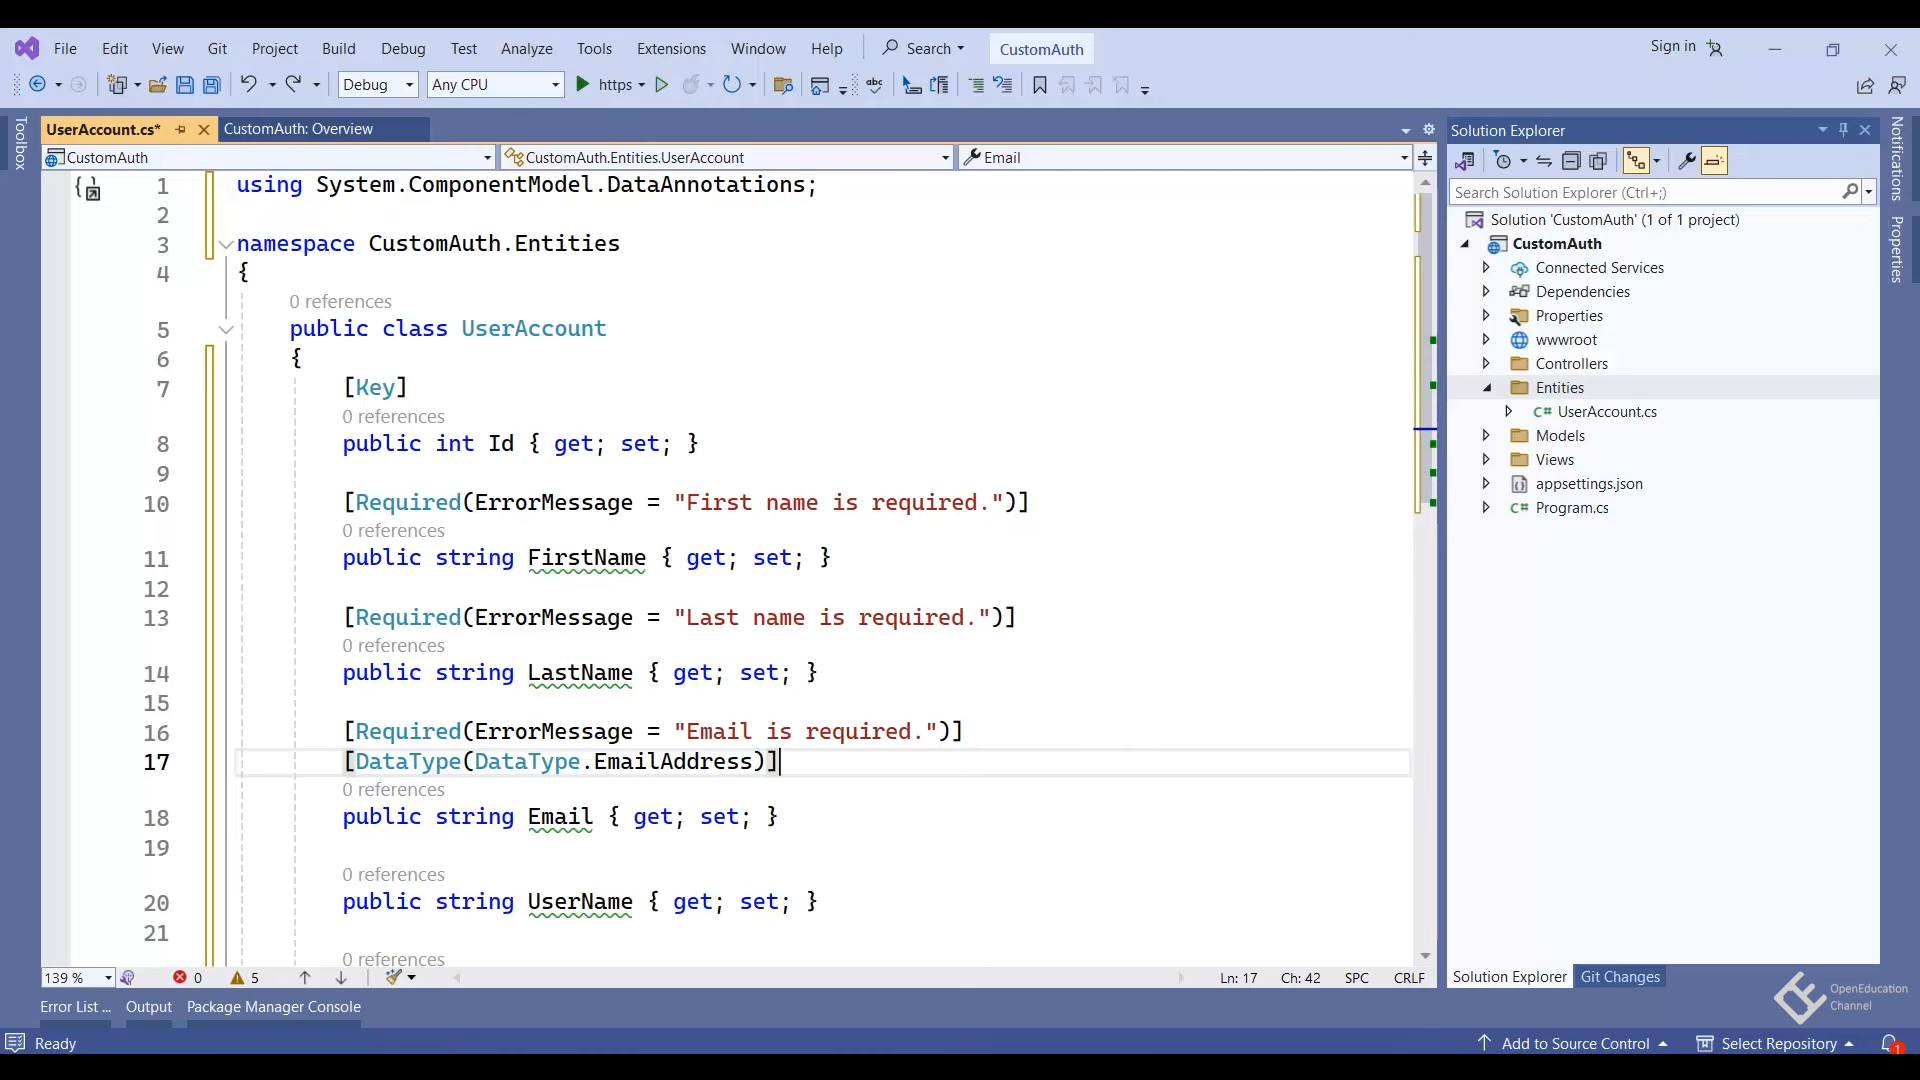 File Edit View Git Project Build Debug Test Analyze Tools Extensions Window Help Search CustomAuth Sign in
Debug Any CPU https
Toolbox
UserAccount.cs* CustomAuth: Overview
CustomAuth CustomAuth.Entities.UserAccount Email
1 using System.ComponentModel.DataAnnotations;
2
3 namespace CustomAuth.Entities
4 {
0 references
5 public class UserAccount
6 {
7 [Key]
0 references
8 public int Id { get; set; }
9
10 [Required(ErrorMessage = "First name is required.")]
0 references
11 public string FirstName { get; set; }
12
13 [Required(ErrorMessage = "Last name is required.")]
0 references
14 public string LastName { get; set; }
15
16 [Required(ErrorMessage = "Email is required.")]
17 [DataType(DataType.EmailAddress)]
0 references
18 public string Email { get; set; }
19
0 references
20 public string UserName { get; set; }
21
0 references
139 % 0 5 Ln: 17 Ch: 42 SPC CRLF
Error List ... Output Package Manager Console
Solution Explorer
Search Solution Explorer (Ctrl+;)
Solution 'CustomAuth' (1 of 1 project)
CustomAuth
Connected Services
Dependencies
Properties
wwwroot
Controllers
Entities
C# UserAccount.cs
Models
Views
appsettings.json
C# Program.cs
Solution Explorer Git Changes
Notifications
Properties
OpenEducation
Channel
Ready Add to Source Control Select Repository 1